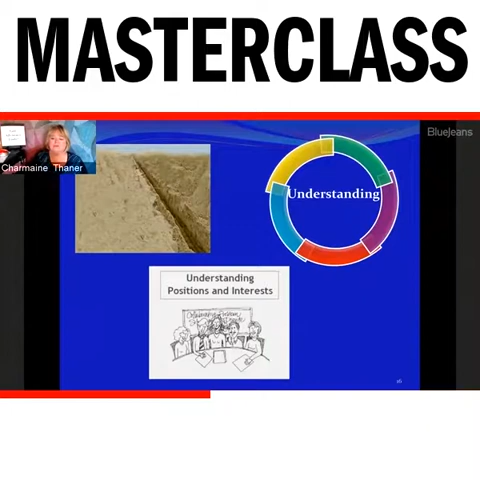 MASTERCLASS
BlueJeans
Charmaine Thaner
Understanding
Understanding
Positions and Interests